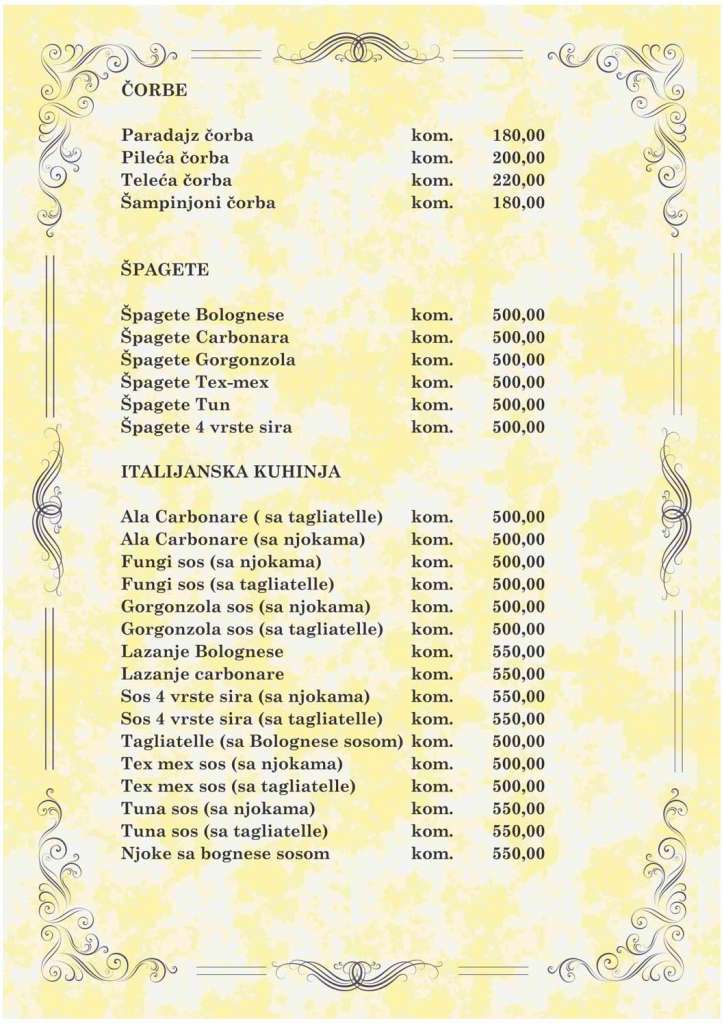 ČORBE
Paradajz čorba kom. 180,00
Pileća čorba kom. 200,00
Teleća čorba kom. 220,00
Šampinjoni čorba kom. 180,00
ŠPAGETE
Špagete Bolognese kom. 500,00
Špagete Carbonara kom. 500,00
Špagete Gorgonzola kom. 500,00
Špagete Tex-mex kom. 500,00
Špagete Tun kom. 500,00
Špagete 4 vrste sira kom. 500,00
ITALIJANSKA KUHINJA
Ala Carbonare ( sa tagliatelle) kom. 500,00
Ala Carbonare (sa njokama) kom. 500,00
Fungi sos (sa njokama) kom. 500,00
Fungi sos (sa tagliatelle) kom. 500,00
Gorgonzola sos (sa njokama) kom. 500,00
Gorgonzola sos (sa tagliatelle) kom. 500,00
Lazanje Bolognese kom. 550,00
Lazanje carbonare kom. 550,00
Sos 4 vrste sira (sa njokama) kom. 550,00
Sos 4 vrste sira (sa tagliatelle) kom. 550,00
Tagliatelle (sa Bolognese sosom) kom. 500,00
Tex mex sos (sa njokama) kom. 500,00
Tex mex sos (sa tagliatelle) kom. 500,00
Tuna sos (sa njokama) kom. 550,00
Tuna sos (sa tagliatelle) kom. 550,00
Njoke sa bognese sosom kom. 550,00